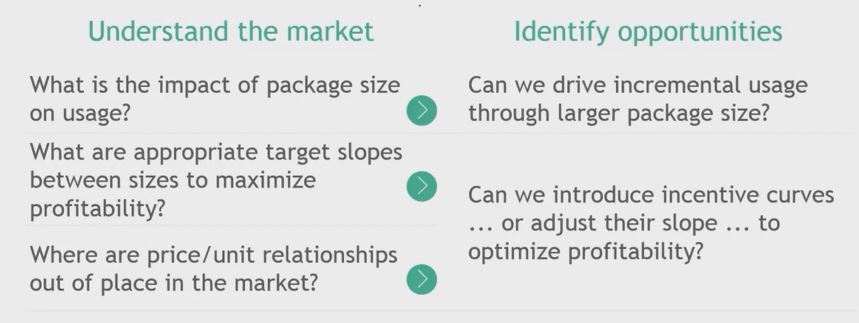 Understand the market
Identify opportunities
What is the impact of package size
on usage?
Can we drive incremental usage
through larger package size?
What are appropriate target slopes
between sizes to maximize
profitability?
Can we introduce incentive curves
... or adjust their slope ... to
optimize profitability?
Where are price/unit relationships
out of place in the market?